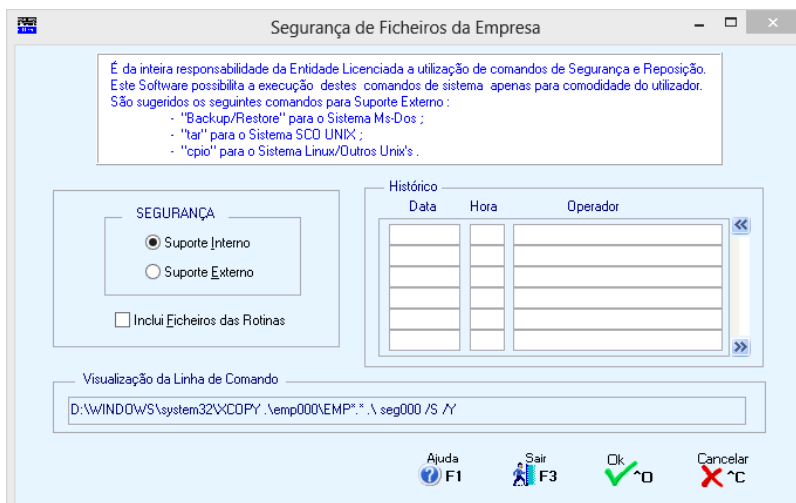 Segurança de Ficheiros da Empresa
É da inteira responsabilidade da Entidade Licenciada a utilização de comandos de Segurança e Reposição.
Este Software possibilita a execução destes comandos de sistema apenas para comodidade do utilizador.
São sugeridos os seguintes comandos para Suporte Externo :
- "Backup/Restore" para o Sistema Ms-Dos ;
- "tar" para o Sistema SCO UNIX ;
- "cpio" para o Sistema Linux/Outros Unix's .
SEGURANÇA
Suporte Interno
Suporte Externo
Inclui Ficheiros das Rotinas
Histórico
Data Hora Operador
Visualização da Linha de Comando
D:\WINDOWS\system32\XCOPY .\emp000\EMP*.* .\ seg000 /S /Y
Ajuda F1
Sair F3
Ok ^O
Cancelar ^C